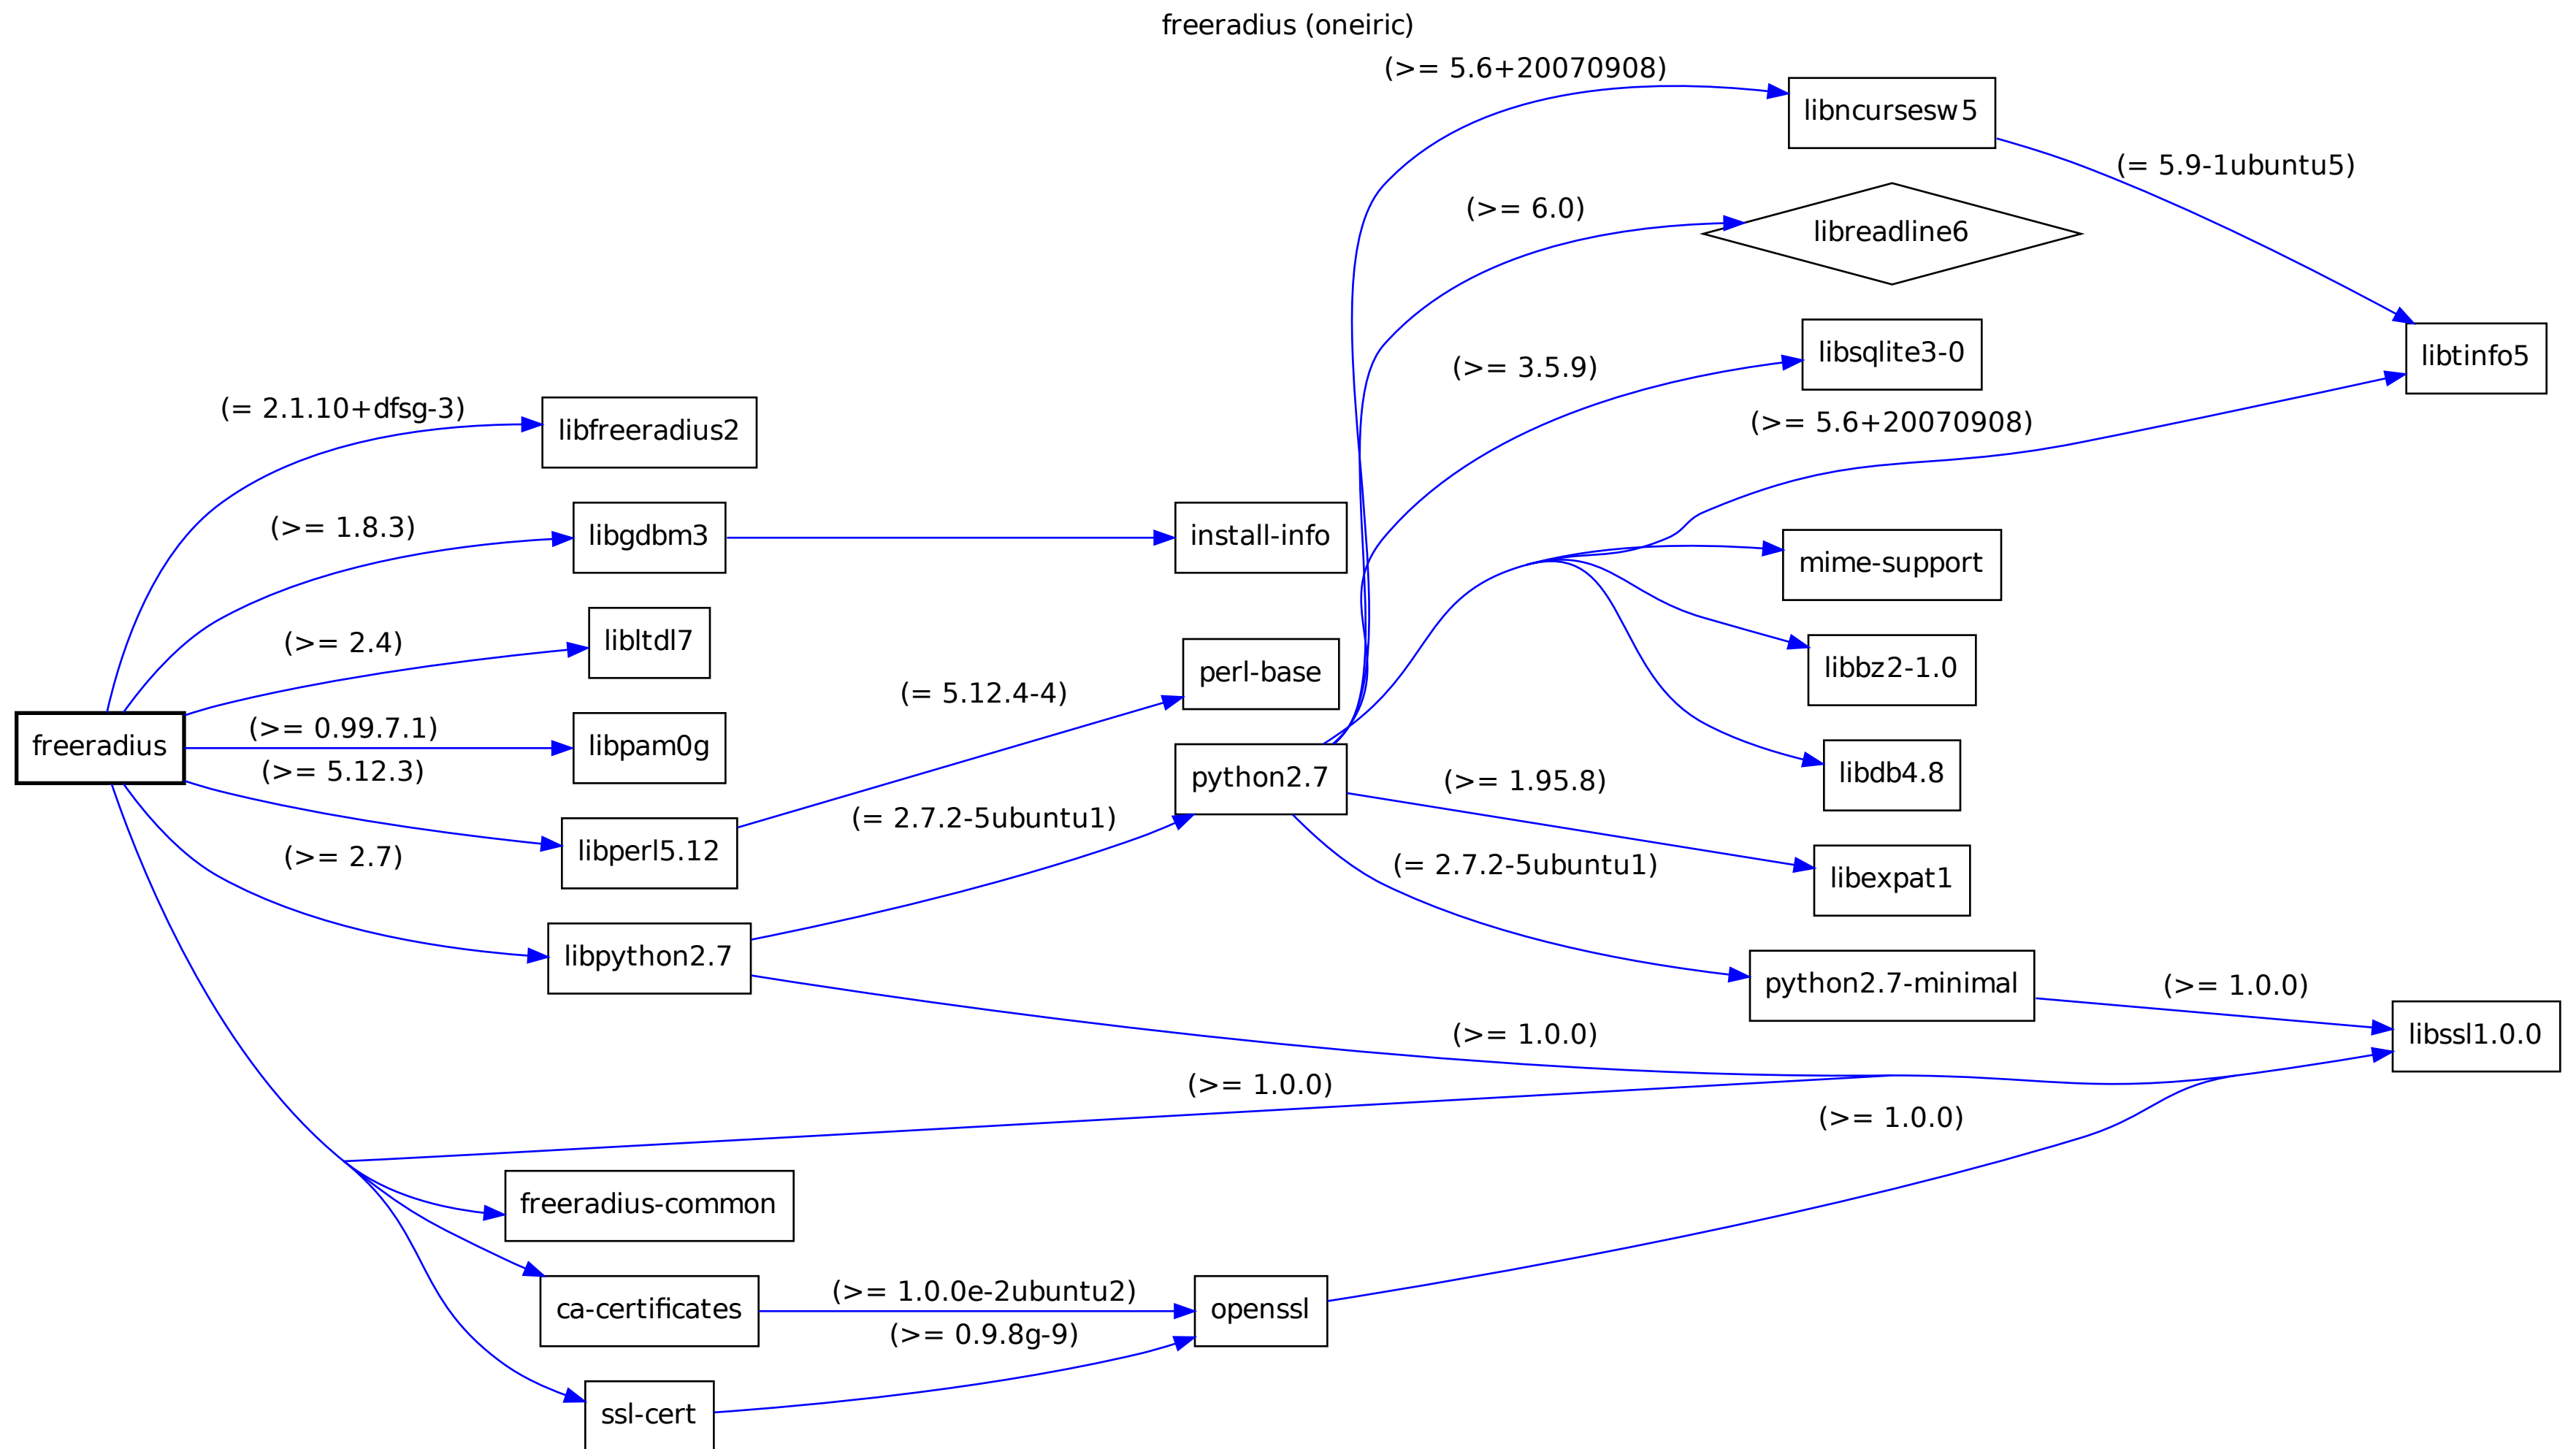 freeradius (oneiric)
(>= 5.6+20070908)
libncursesw5
(= 5.9-1ubuntu5)
(>= 6.0)
libreadline6
(>= 3.5.9)
libsqlite3-0
libtinfo5
(= 2.1.10+dfsg-3)
libfreeradius2
(>= 5.6+20070908)
(>= 1.8.3)
libgdbm3
install-info
mime-support
(>= 2.4)
libltdl7
perl-base
libbz2-1.0
(= 5.12.4-4)
freeradius
(>= 0.99.7.1)
libpam0g
(>= 5.12.3)
python2.7
(>= 1.95.8)
libdb4.8
(= 2.7.2-5ubuntu1)
(>= 2.7)
libperl5.12
(= 2.7.2-5ubuntu1)
libexpat1
libpython2.7
python2.7-minimal
(>= 1.0.0)
(>= 1.0.0)
libssl1.0.0
(>= 1.0.0)
(>= 1.0.0)
freeradius-common
ca-certificates
(>= 1.0.0e-2ubuntu2)
openssl
(>= 0.9.8g-9)
ssl-cert